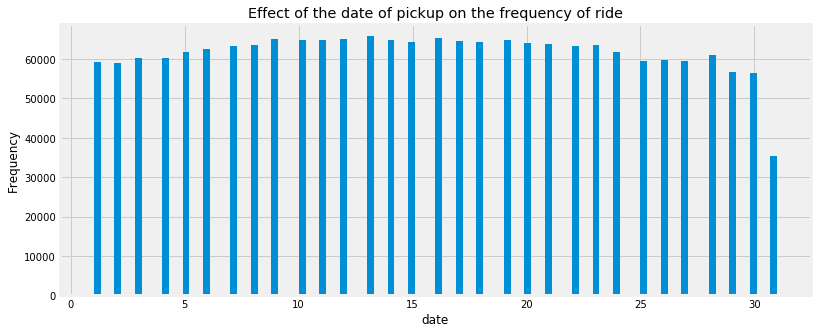 Effect of the date of pickup on the frequency of ride
Frequency
60000
50000
40000
30000
20000
10000
0
0 5 10 15 20 25 30
date